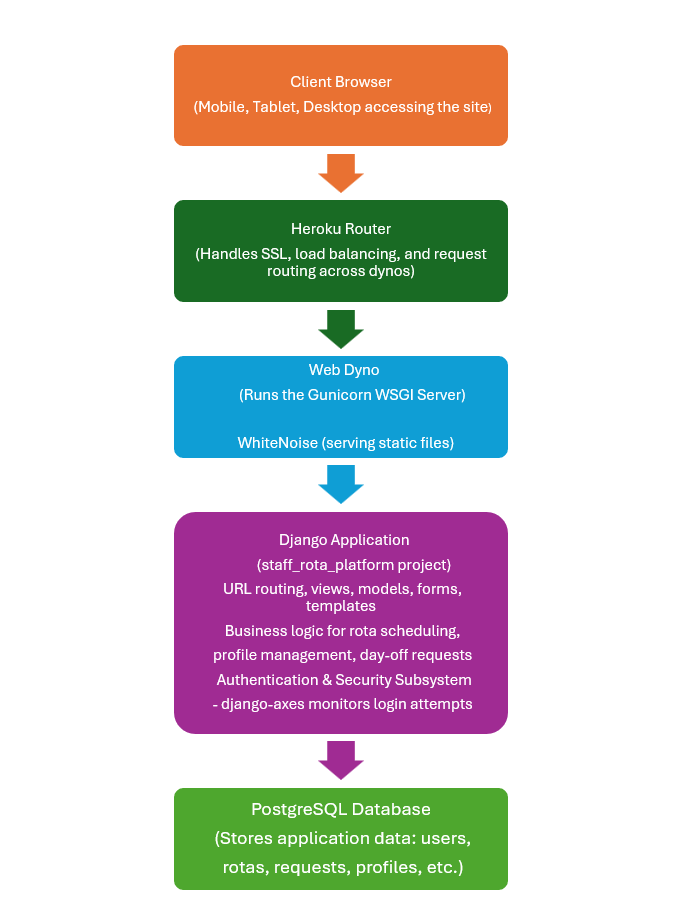 Client Browser
(Mobile, Tablet, Desktop accessing the site)
Heroku Router
(Handles SSL, load balancing, and request
routing across dynos)
Web Dyno
(Runs the Gunicorn WSGI Server)
WhiteNoise (serving static files)
Django Application
(staff_rota_platform project)
URL routing, views, models, forms,
templates
Business logic for rota scheduling,
profile management, day-off requests
Authentication & Security Subsystem
- django-axes monitors login attempts
PostgreSQL Database
(Stores application data: users,
rotas, requests, profiles, etc.)